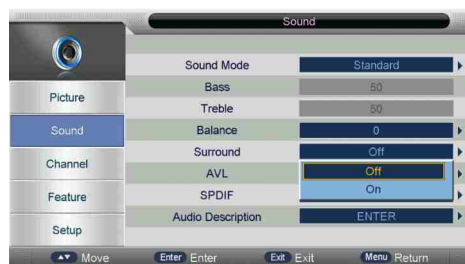 Sound
Picture
Sound
Channel
Feature
Setup
Sound Mode Standard
Bass 50
Treble 50
Balance 0
Surround Off
AVL Off
On
SPDIF
Audio Description ENTER
Move Enter Enter Exit Exit Menu Return